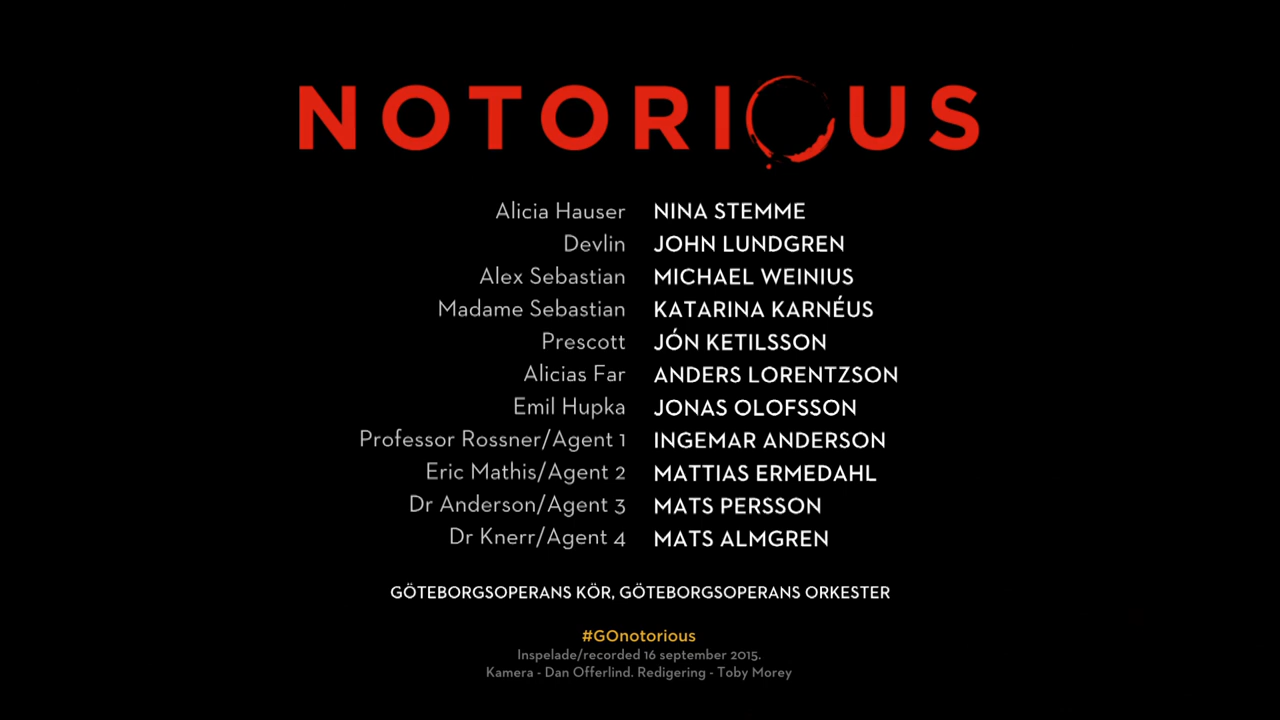 NOTORIOUS
Alicia Hauser NINA STEMME
Devlin JOHN LUNDGREN
Alex Sebastian MICHAEL WEINIUS
Madame Sebastian KATARINA KARNÉUS
Prescott JÓN KETILSSON
Alicias Far ANDERS LORENTZSON
Emil Hupka JONAS OLOFSSON
Professor Rossner/Agent 1 INGEMAR ANDERSON
Eric Mathis/Agent 2 MATTIAS ERMEDAHL
Dr Anderson/Agent 3 MATS PERSSON
Dr Knerr/Agent 4 MATS ALMGREN
GÖTEBORGSOPERANS KÖR, GÖTEBORGSOPERANS ORKESTER
#GOnotorious
Inspelade/recorded 16 september 2015.
Kamera - Dan Offerlind. Redigering - Toby Morey